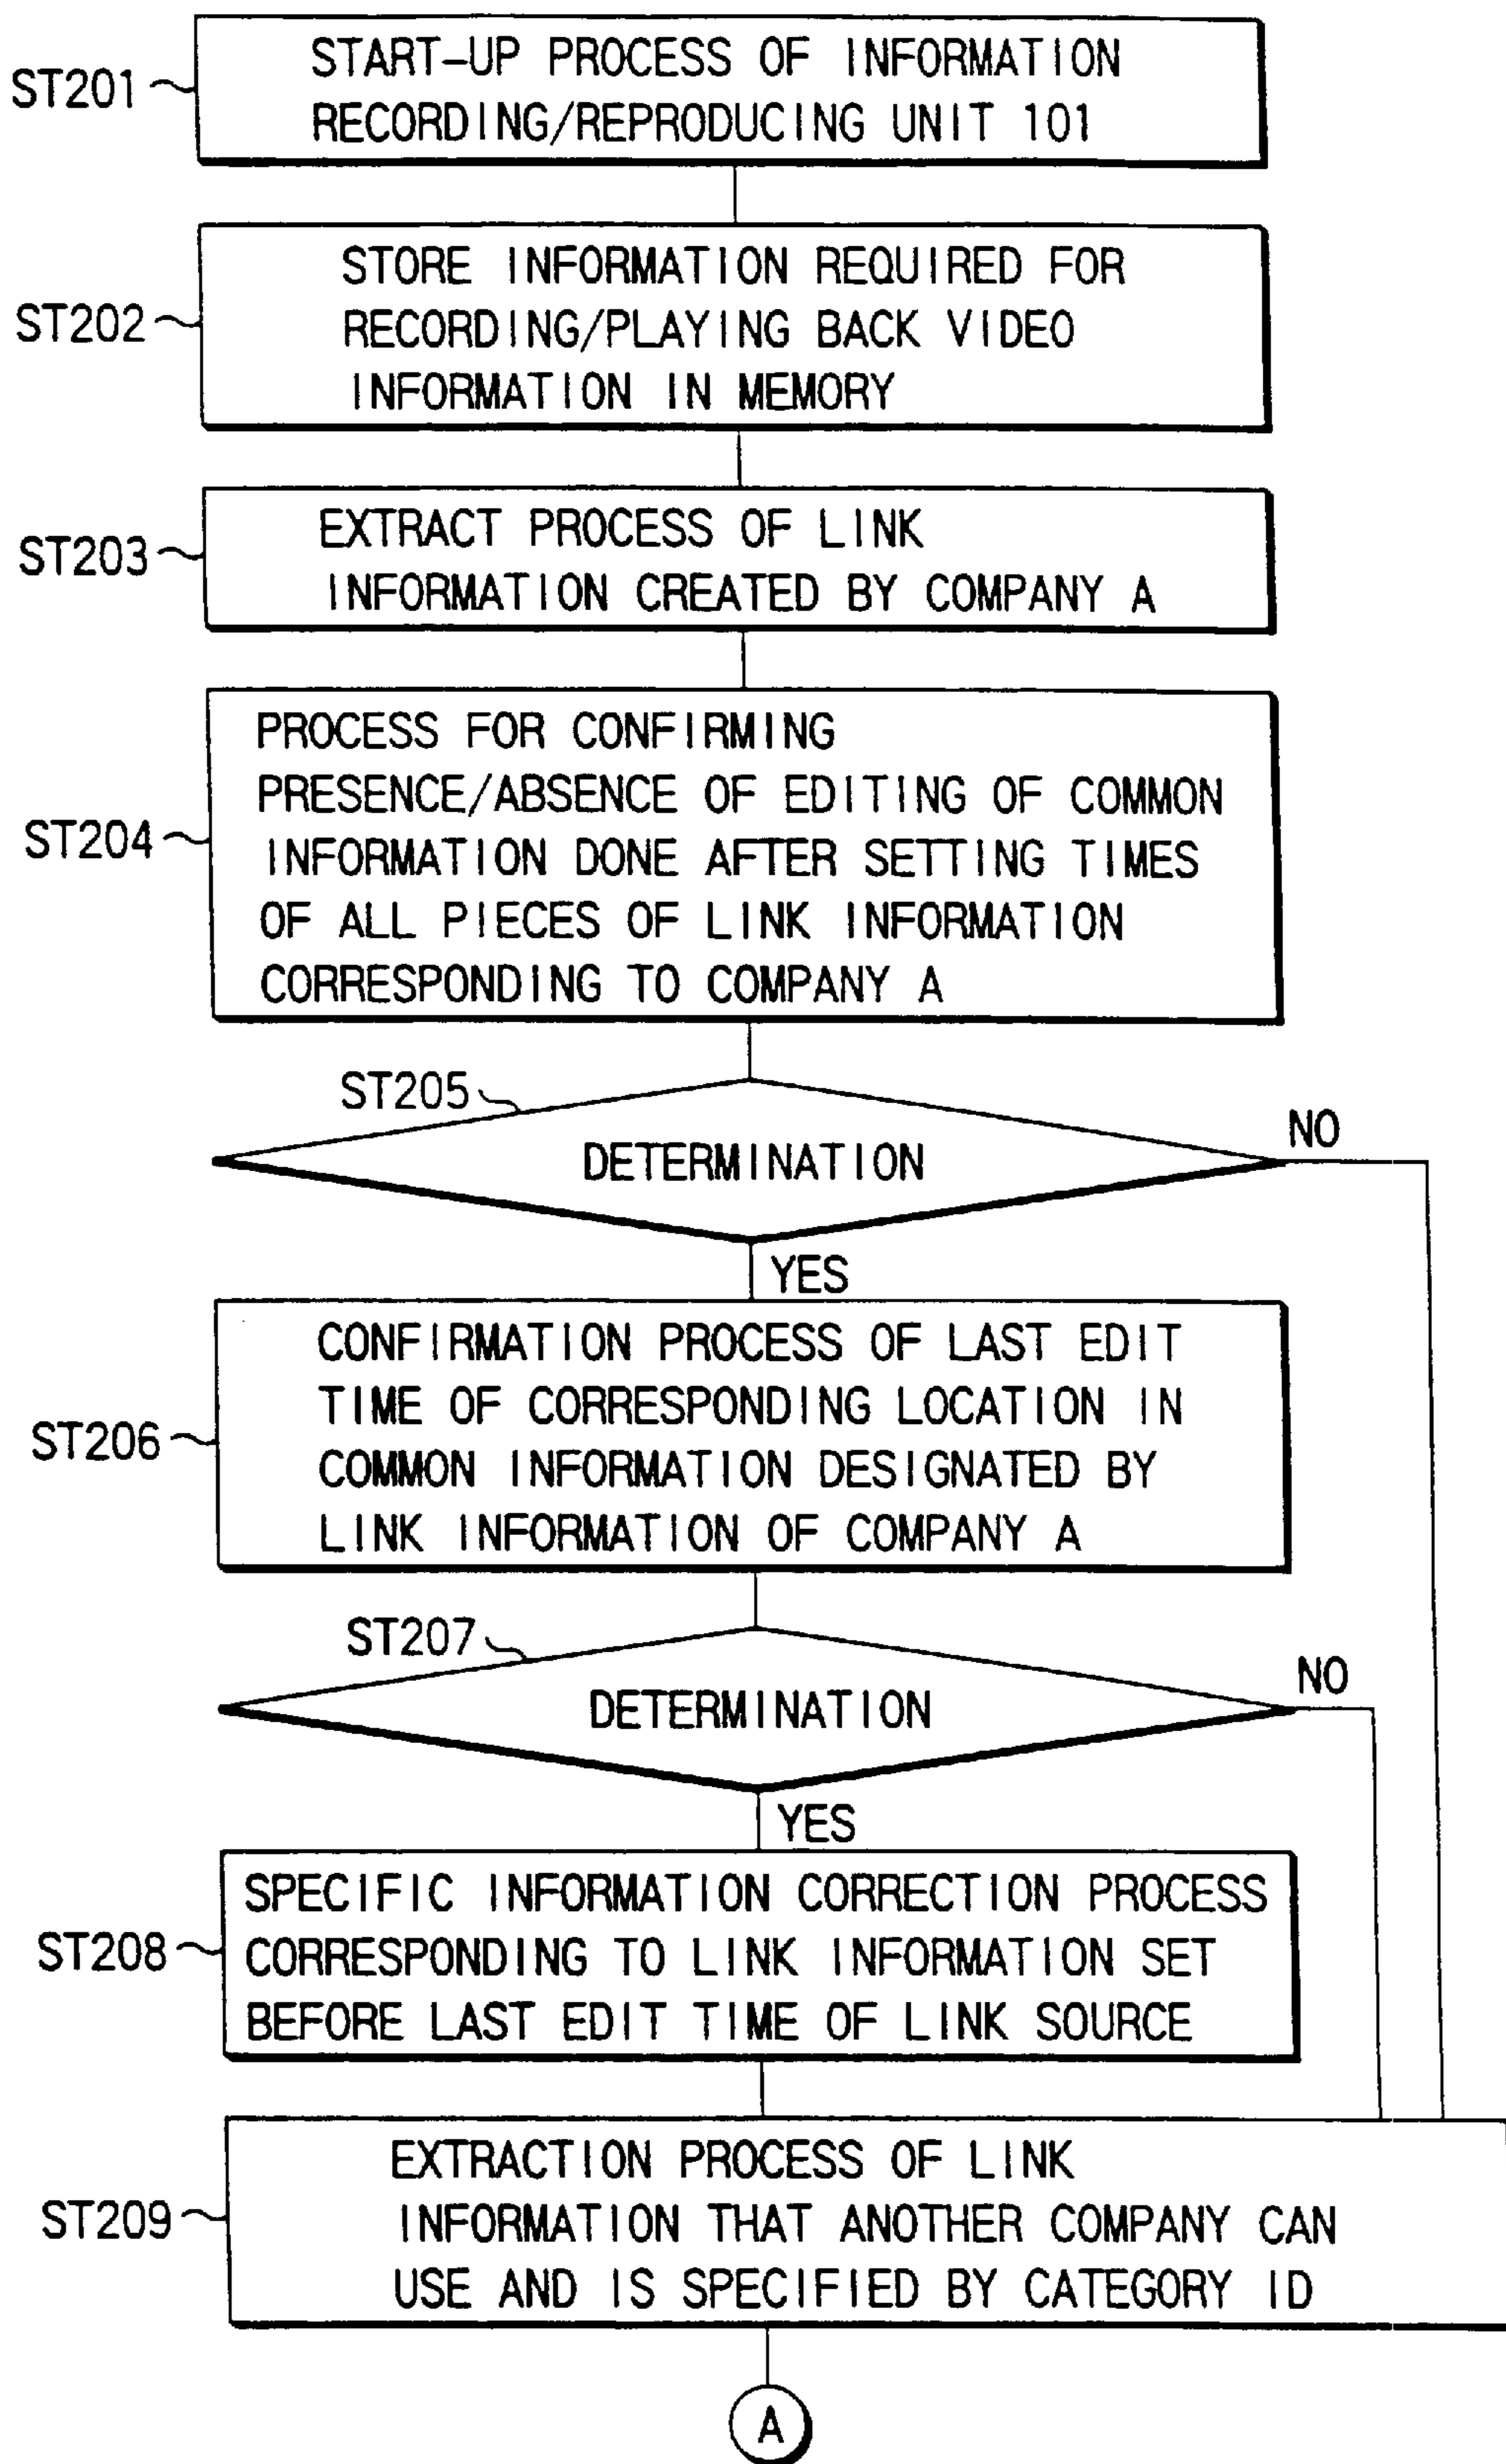 ST201
START-UP PROCESS OF INFORMATION
RECORDING/REPRODUCING UNIT 101
ST202
STORE INFORMATION REQUIRED FOR
RECORDING/PLAYING BACK VIDEO
INFORMATION IN MEMORY
ST203
EXTRACT PROCESS OF LINK
INFORMATION CREATED BY COMPANY A
ST204
PROCESS FOR CONFIRMING
PRESENCE/ABSENCE OF EDITING OF COMMON
INFORMATION DONE AFTER SETTING TIMES
OF ALL PIECES OF LINK INFORMATION
CORRESPONDING TO COMPANY A
ST205
DETERMINATION
NO
YES
ST206
CONFIRMATION PROCESS OF LAST EDIT
TIME OF CORRESPONDING LOCATION IN
COMMON INFORMATION DESIGNATED BY
LINK INFORMATION OF COMPANY A
ST207
DETERMINATION
NO
YES
ST208
SPECIFIC INFORMATION CORRECTION PROCESS
CORRESPONDING TO LINK INFORMATION SET
BEFORE LAST EDIT TIME OF LINK SOURCE
ST209
EXTRACTION PROCESS OF LINK
INFORMATION THAT ANOTHER COMPANY CAN
USE AND IS SPECIFIED BY CATEGORY ID
A